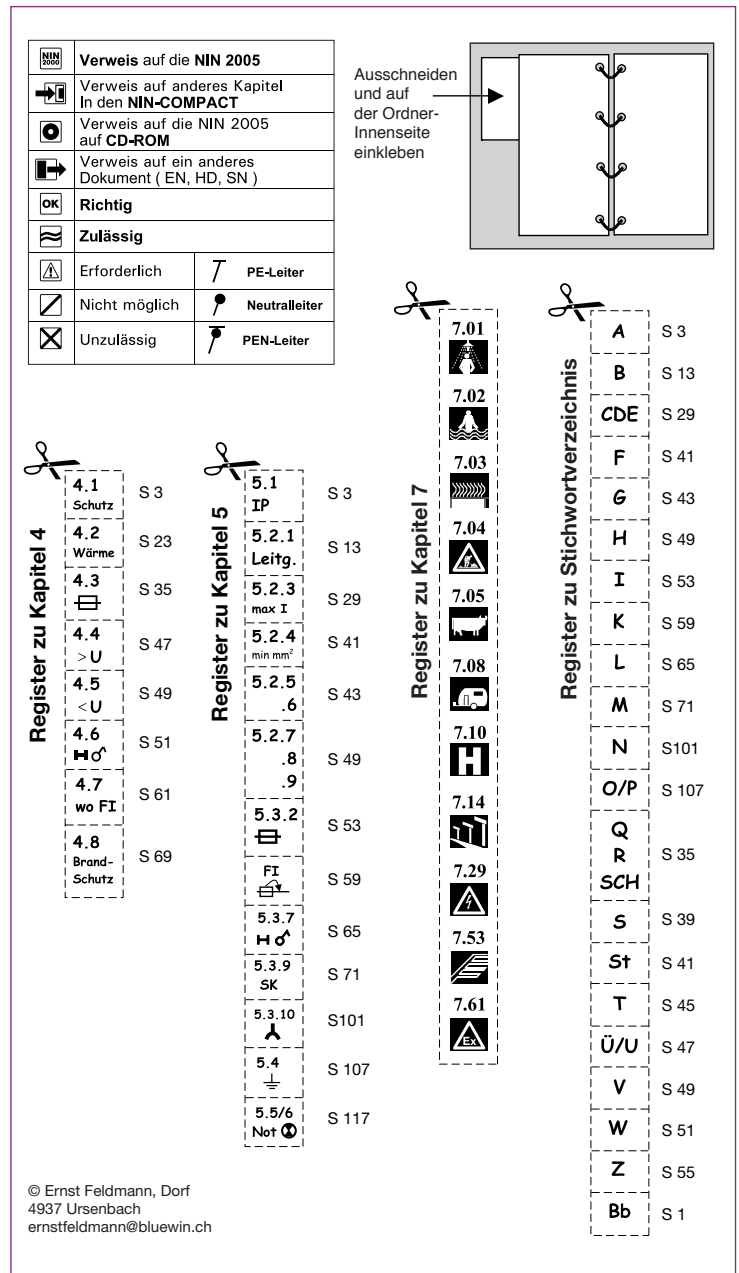 NIN
2000
Verweis auf die NIN 2005
Verweis auf anderes Kapitel
In den NIN-COMPACT
Verweis auf die NIN 2005
auf CD-ROM
Verweis auf ein anderes
Dokument ( EN, HD, SN )
OK Richtig
Zulässig
Erforderlich PE-Leiter
Nicht möglich Neutralleiter
Unzulässig PEN-Leiter
Ausschneiden
und auf
der Ordner-
Innenseite
einkleben
Register zu Kapitel 4
4.1 S 3
Schutz
4.2 S 23
Wärme
4.3 S 35
4.4 S 47
>U
4.5 S 49
<U
4.6 S 51
4.7 S 61
wo FI
4.8 S 69
Brand-
Schutz
Register zu Kapitel 5
5.1 S 3
IP
5.2.1 S 13
Leitg.
5.2.3 S 29
max I
5.2.4 S 41
min mm²
5.2.5 S 43
.6
5.2.7
.8 S 49
.9
5.3.2 S 53
FI S 59
5.3.7 S 65
5.3.9 S 71
SK
5.3.10 S101
5.4 S 107
5.5/6 S 117
Not
Register zu Kapitel 7
7.01
7.02
7.03
7.04
7.05
7.08
7.10
H
7.14
7.29
7.53
7.61
Ex
Register zu Stichwortverzeichnis
A S 3
B S 13
CDE S 29
F S 41
G S 43
H S 49
I S 53
K S 59
L S 65
M S 71
N S101
O/P S 107
Q
R S 35
SCH
S S 39
St S 41
T S 45
Ü/U S 47
V S 49
W S 51
Z S 55
Bb S 1
© Ernst Feldmann, Dorf
4937 Ursenbach
ernstfeldmann@bluewin.ch